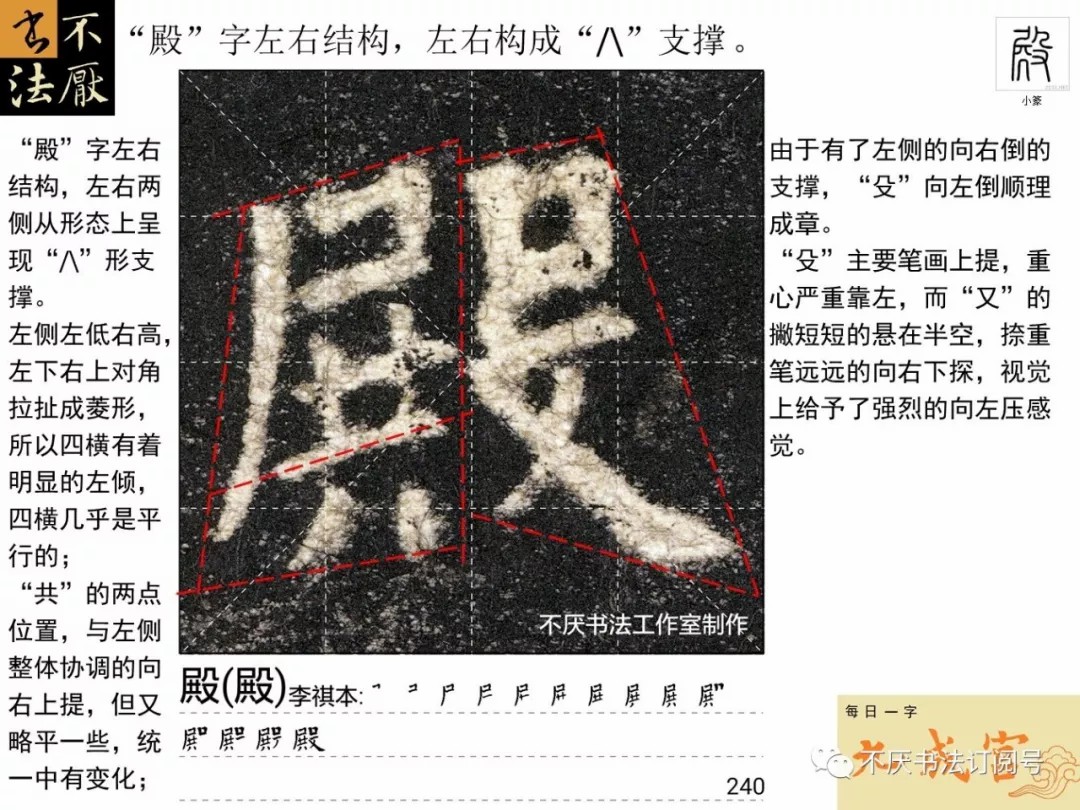 不厭
书法
“殿”字左右结构，左右构成“/\”支撑。
小篆
“殿”字左右
结构，左右两
侧从形态上呈
现“/\”形支
撑。
左侧左低右高，
左下右上对角
拉扯成菱形，
所以四横有着
明显的左倾，
四横几乎是平
行的；
“共”的两点
位置，与左侧
整体协调的向
右上提，但又
略平一些，统
一中有变化；
殿
由于有了左侧的向右倒的
支撑，“殳”向左倒顺理
成章。
“殳”主要笔画上提，重
心严重靠左，而“又”的
撇短短的悬在半空，捺重
笔远远的向右下探，视觉
上给予了强烈的向左压感
觉。
不厌书法工作室制作
殿(殿)李祺本:
240
每日一字
九成宫
不厌书法订阅号